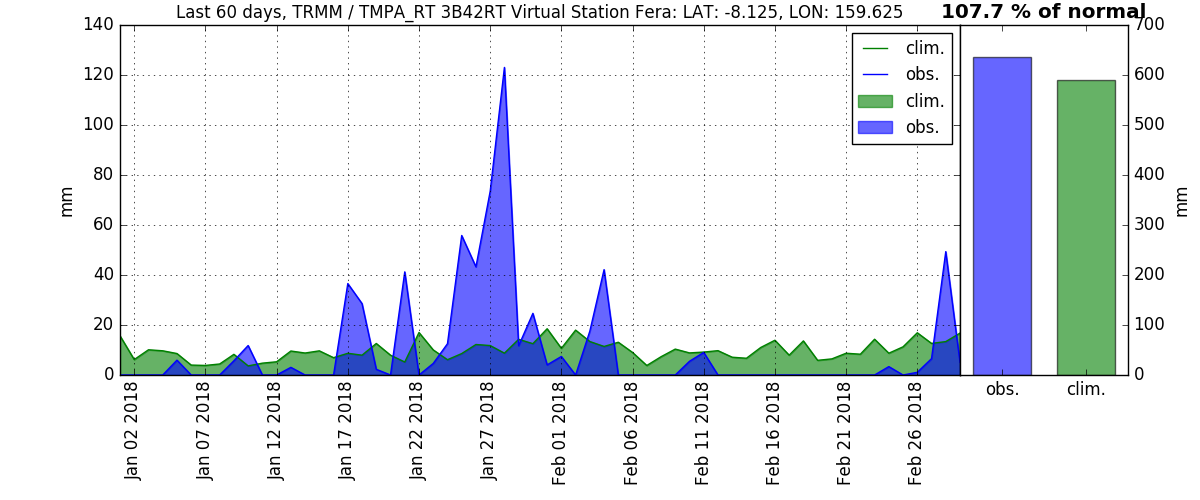 Last 60 days, TRMM / TMPA_RT 3B42RT Virtual Station Fera: LAT: -8.125, LON: 159.625
107.7 % of normal
140
120
100
80
60
40
20
0
mm
clim.
obs.
clim.
obs.
700
600
500
400
300
200
100
0
mm
Jan 02 2018
Jan 07 2018
Jan 12 2018
Jan 17 2018
Jan 22 2018
Jan 27 2018
Feb 01 2018
Feb 06 2018
Feb 11 2018
Feb 16 2018
Feb 21 2018
Feb 26 2018
obs.
clim.